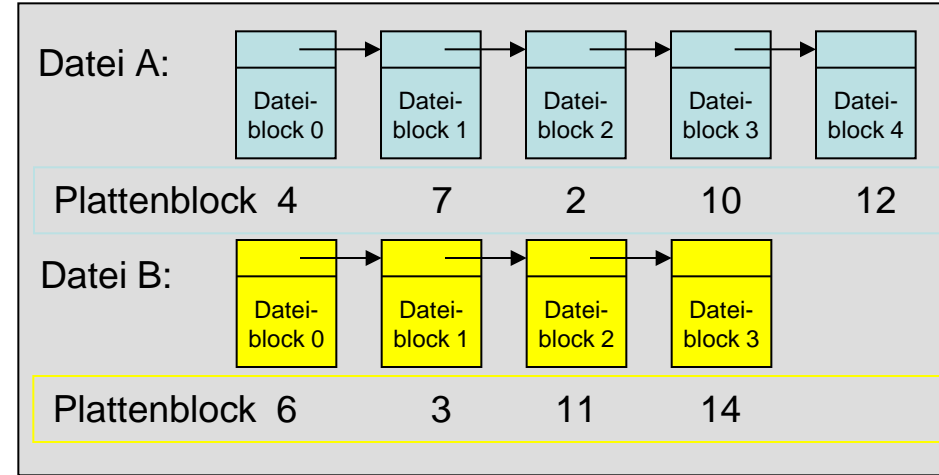 Datei A:
Datei-
block 0
Datei-
block 1
Datei-
block 2
Datei-
block 3
Datei-
block 4
Plattenblock 4 7 2 10 12
Datei B:
Datei-
block 0
Datei-
block 1
Datei-
block 2
Datei-
block 3
Plattenblock 6 3 11 14